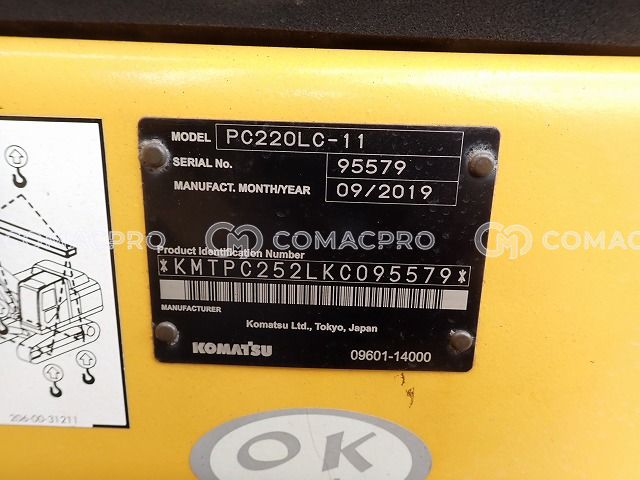 MODEL PC220LC-11
SERIAL No. 95579
MANUFACT. MONTH/YEAR 09/2019
COMACPRO COMACPRO COMACPRO
Product Identification Number
*KMTPC252LKC095579*
MANUFACTURER
Komatsu Ltd., Tokyo, Japan
KOMATSU 09601-14000
206-00-31211
OK